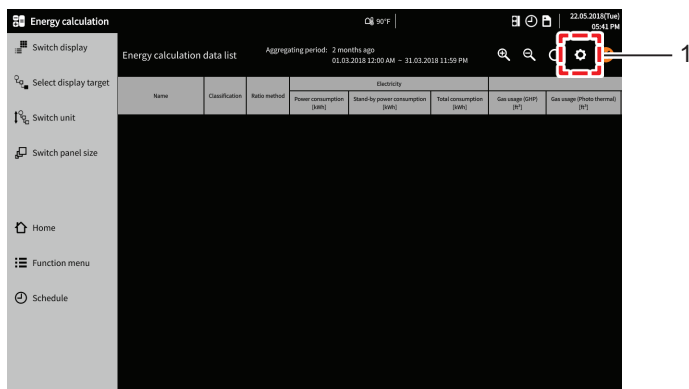 Energy calculation
90°F
22.05.2018(Tue)
05:41 PM
Switch display
Select display target
Switch unit
Switch panel size
Home
Function menu
Schedule
Energy calculation data list
Aggregating period: 2 months ago
01.03.2018 12:00 AM ~ 31.03.2018 11:59 PM
1
Name
Classification
Ratio method
Electricity
Power consumption
[kWh]
Stand-by power consumption
[kWh]
Total consumption
[kWh]
Gas usage (GHP)
[ft³]
Gas usage (Photo thermal)
[ft³]